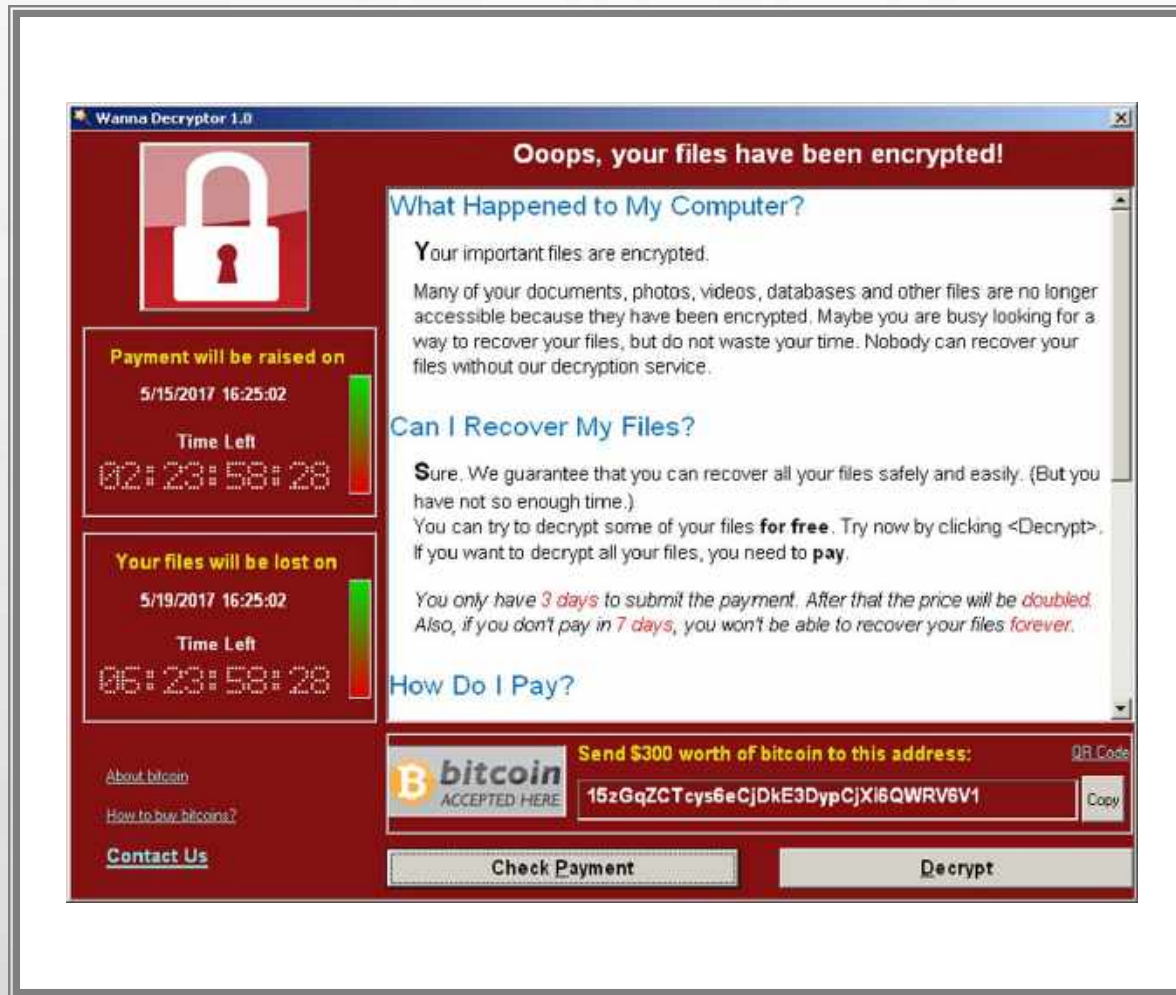 Wanna Decryptor 1.0
Ooops, your files have been encrypted!
Payment will be raised on
5/15/2017 16:25:02
Time Left
02:23:58:28
Your files will be lost on
5/19/2017 16:25:02
Time Left
06:23:58:28
About bitcoin
How to buy bitcoins?
Contact Us
What Happened to My Computer?
Your important files are encrypted.
Many of your documents, photos, videos, databases and other files are no longer
accessible because they have been encrypted. Maybe you are busy looking for a
way to recover your files, but do not waste your time. Nobody can recover your
files without our decryption service.
Can I Recover My Files?
Sure. We guarantee that you can recover all your files safely and easily. (But you
have not so enough time.)
You can try to decrypt some of your files for free. Try now by clicking <Decrypt>.
If you want to decrypt all your files, you need to pay.
You only have 3 days to submit the payment. After that the price will be doubled.
Also, if you don't pay in 7 days, you won't be able to recover your files forever.
How Do I Pay?
bitcoin
ACCEPTED HERE
Send $300 worth of bitcoin to this address:
QR Code
15zGqZCTcys6eCjDkE3DypCjXi6QWRV6V1
Copy
Check Payment
Decrypt